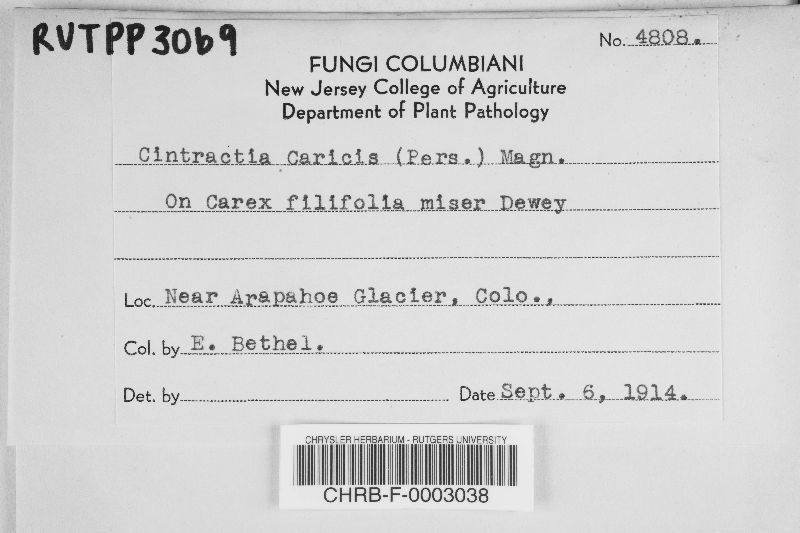 RVTPP3069
No. 4808.
FUNGI COLUMBIANI
New Jersey College of Agriculture
Department of Plant Pathology
Cintractia Caricis (Pers.) Magn.
On Carex filifolia miser Dewey
Loc. Near Arapahoe Glacier, Colo.,
Col. by E. Bethel.
Det. by
Date Sept. 6, 1914.
CHRYSLER HERBARIUM - RUTGERS UNIVERSITY
CHRB-F-0003038